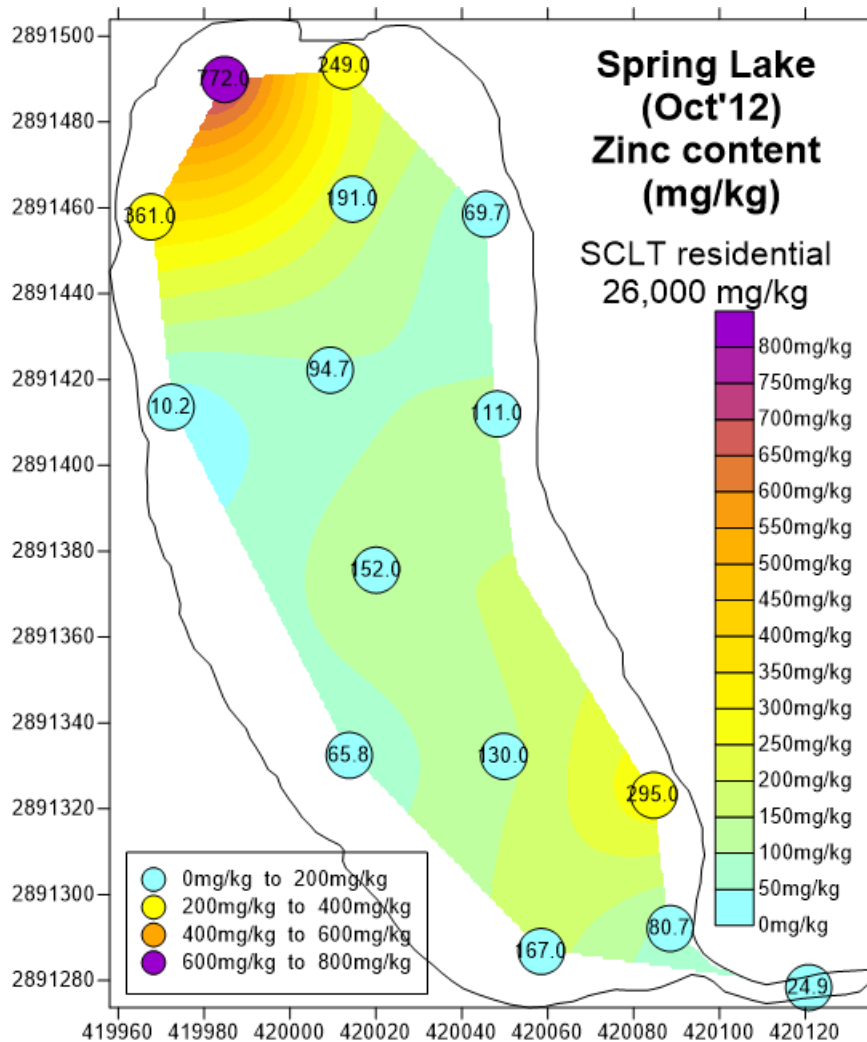 Spring Lake
(Oct'12)
Zinc content
(mg/kg)
SCLT residential
26,000 mg/kg
800mg/kg
750mg/kg
700mg/kg
650mg/kg
600mg/kg
550mg/kg
500mg/kg
450mg/kg
400mg/kg
350mg/kg
300mg/kg
250mg/kg
200mg/kg
150mg/kg
100mg/kg
50mg/kg
0mg/kg
2891500
2891480
2891460
2891440
2891420
2891400
2891380
2891360
2891340
2891320
2891300
2891280
772.0
249.0
191.0
69.7
361.0
94.7
10.2
111.0
152.0
65.8
130.0
295.0
80.7
167.0
24.9
0mg/kg to 200mg/kg
200mg/kg to 400mg/kg
400mg/kg to 600mg/kg
600mg/kg to 800mg/kg
419960 419980 420000 420020 420040 420060 420080 420100 420120